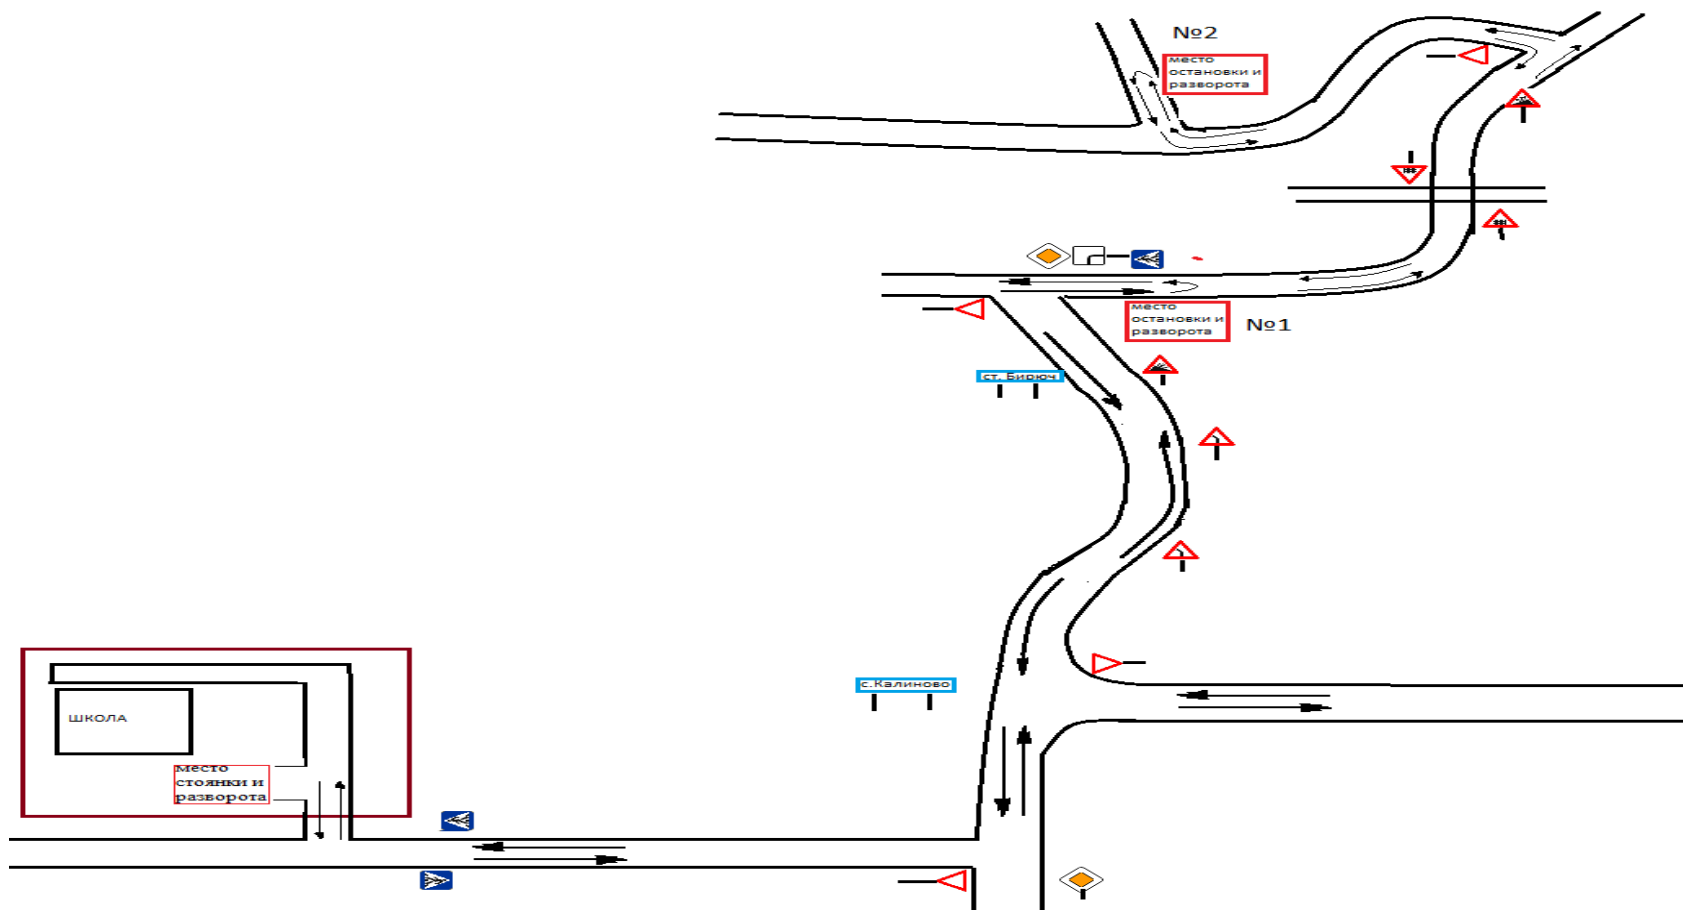 №2
место
остановки и
разворота
место
остановки и
разворота
№1
ст. Бирюч
с.Калиново
ШКОЛА
место
стоянки и
разворота